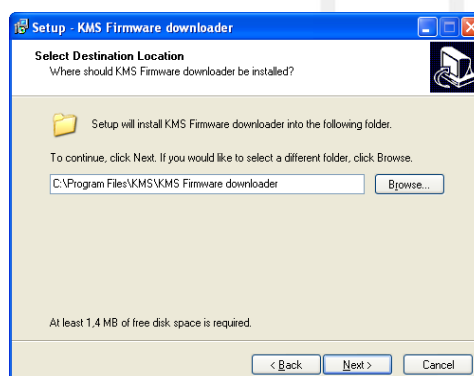 Setup - KMS Firmware downloader
Select Destination Location
Where should KMS Firmware downloader be installed?
Setup will install KMS Firmware downloader into the following folder.
To continue, click Next. If you would like to select a different folder, click Browse.
C:\Program Files\KMS\KMS Firmware downloader
Browse...
At least 1,4 MB of free disk space is required.
< Back
Next >
Cancel